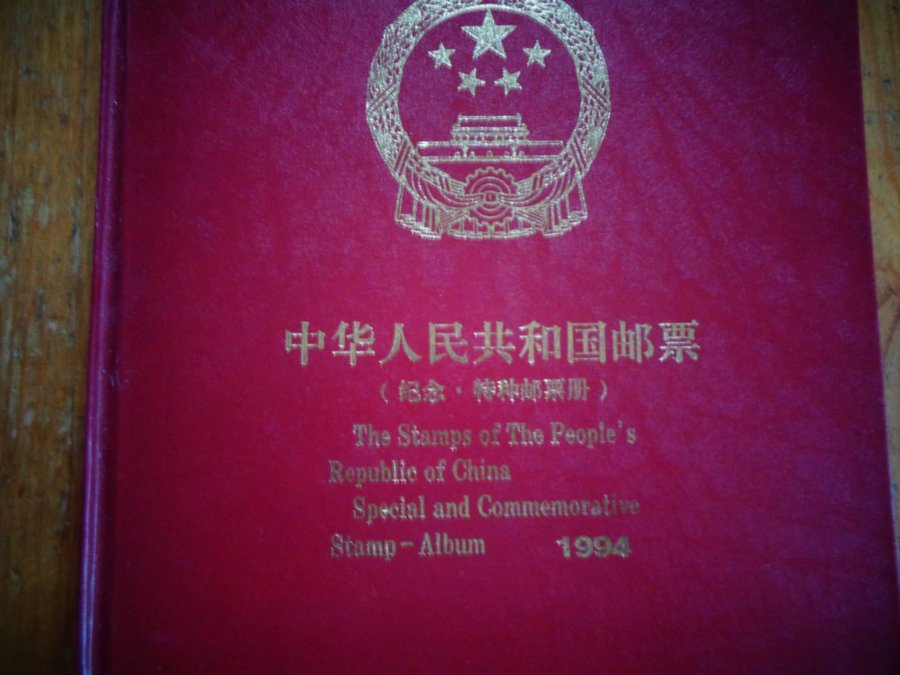 中华人民共和国邮票
（纪念·特种邮票册）
The Stamps of The People's
Republic of China
Special and Commemorative
Stamp-Album 1994